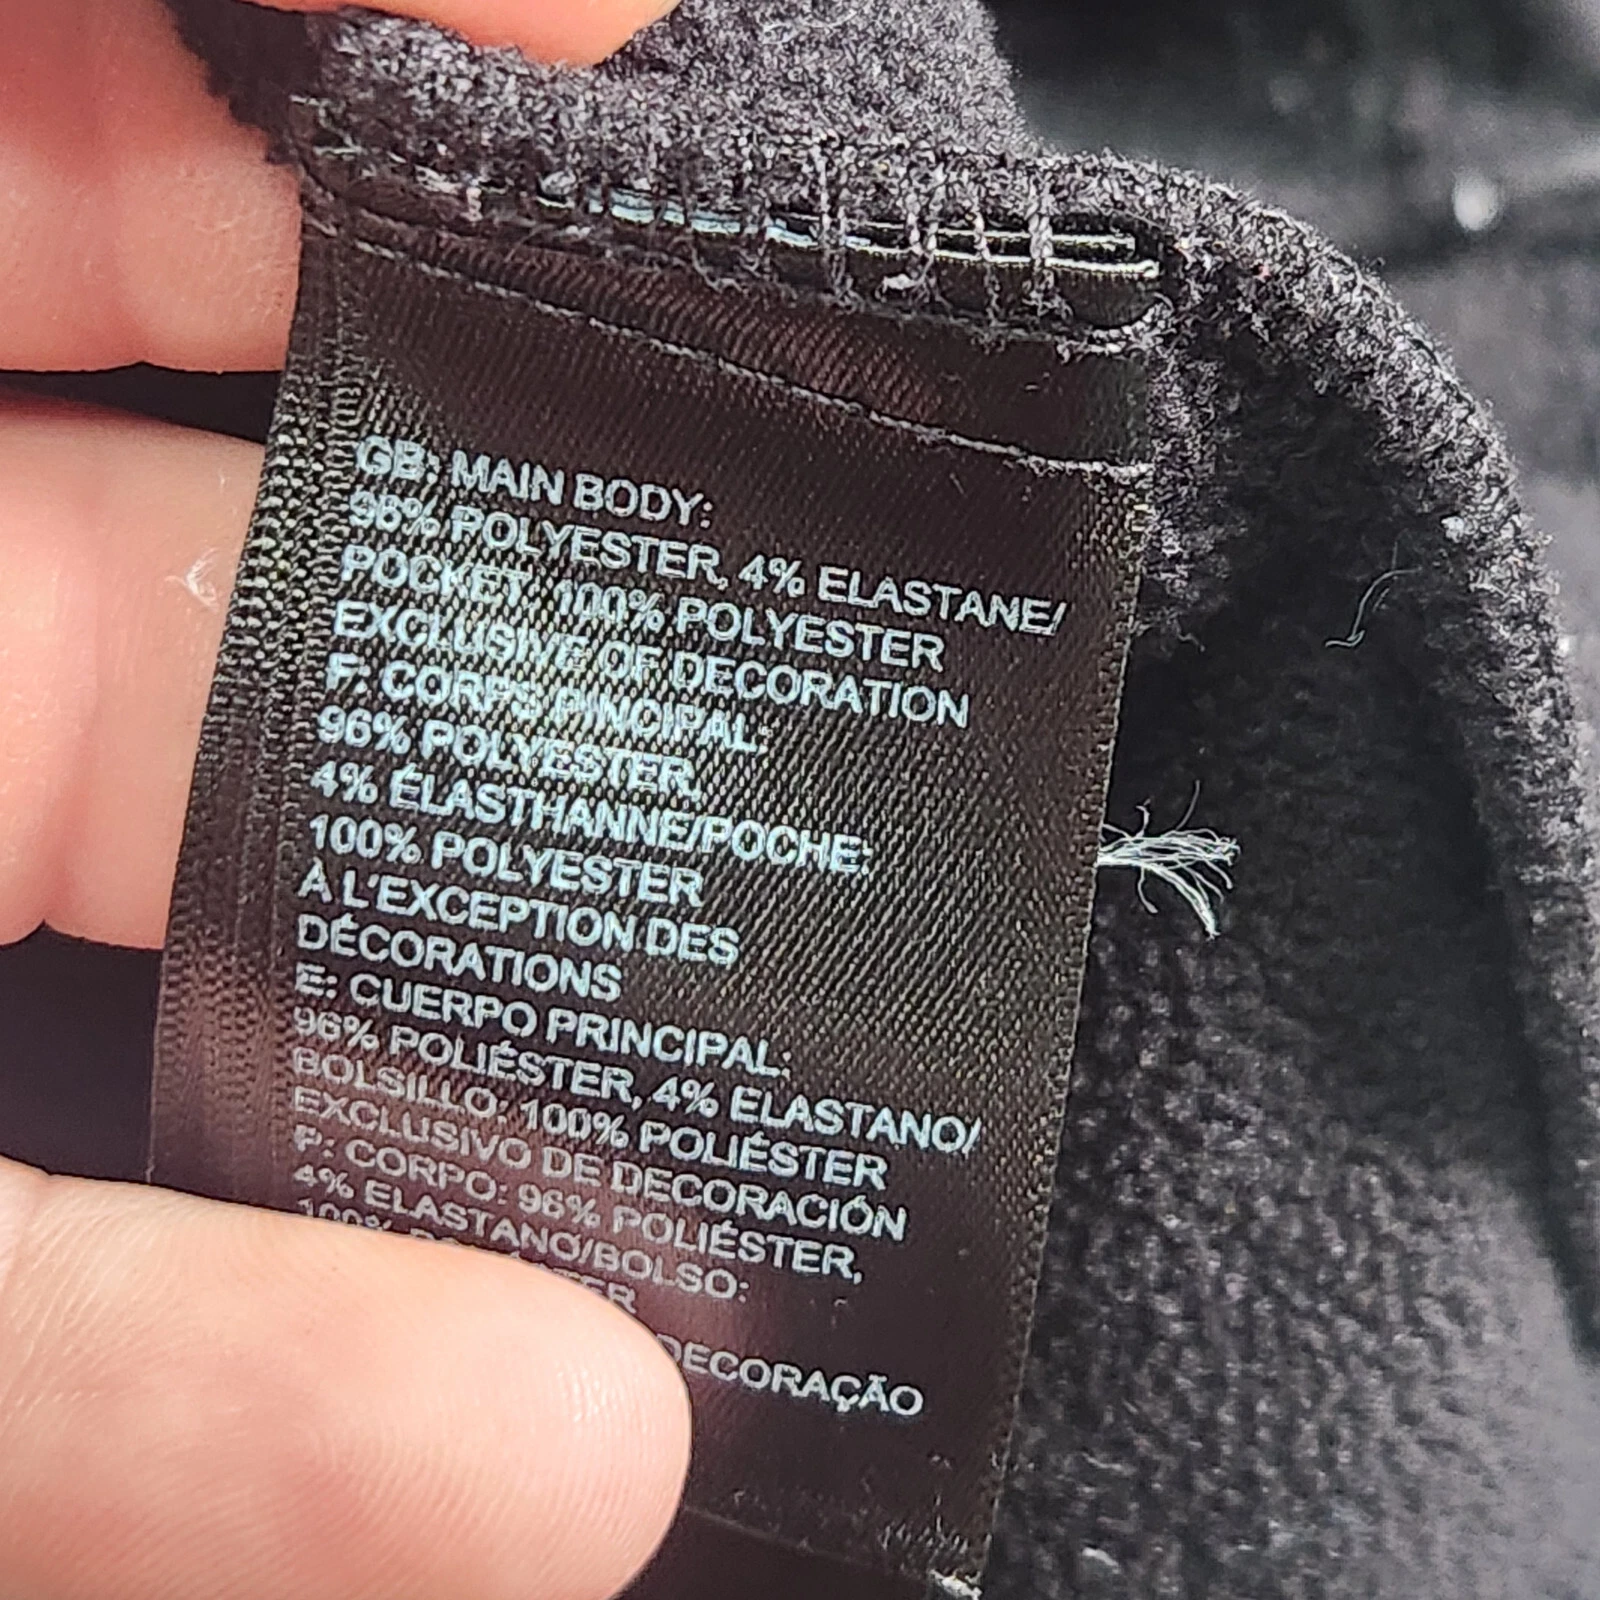 GB: MAIN BODY:
96% POLYESTER, 4% ELASTANE/
POCKET: 100% POLYESTER
EXCLUSIVE OF DECORATION
F: CORPS PINCIPAL:
96% POLYESTER,
4% ÉLASTHANNE/POCHE:
100% POLYESTER
À L'EXCEPTION DES
DÉCORATIONS
E: CUERPO PRINCIPAL:
96% POLIÉSTER, 4% ELASTANO/
BOLSILLO: 100% POLIÉSTER
EXCLUSIVO DE DECORACIÓN
P: CORPO: 96% POLIÉSTER,
4% ELASTANO/BOLSO:
100%
DECORAÇÃO